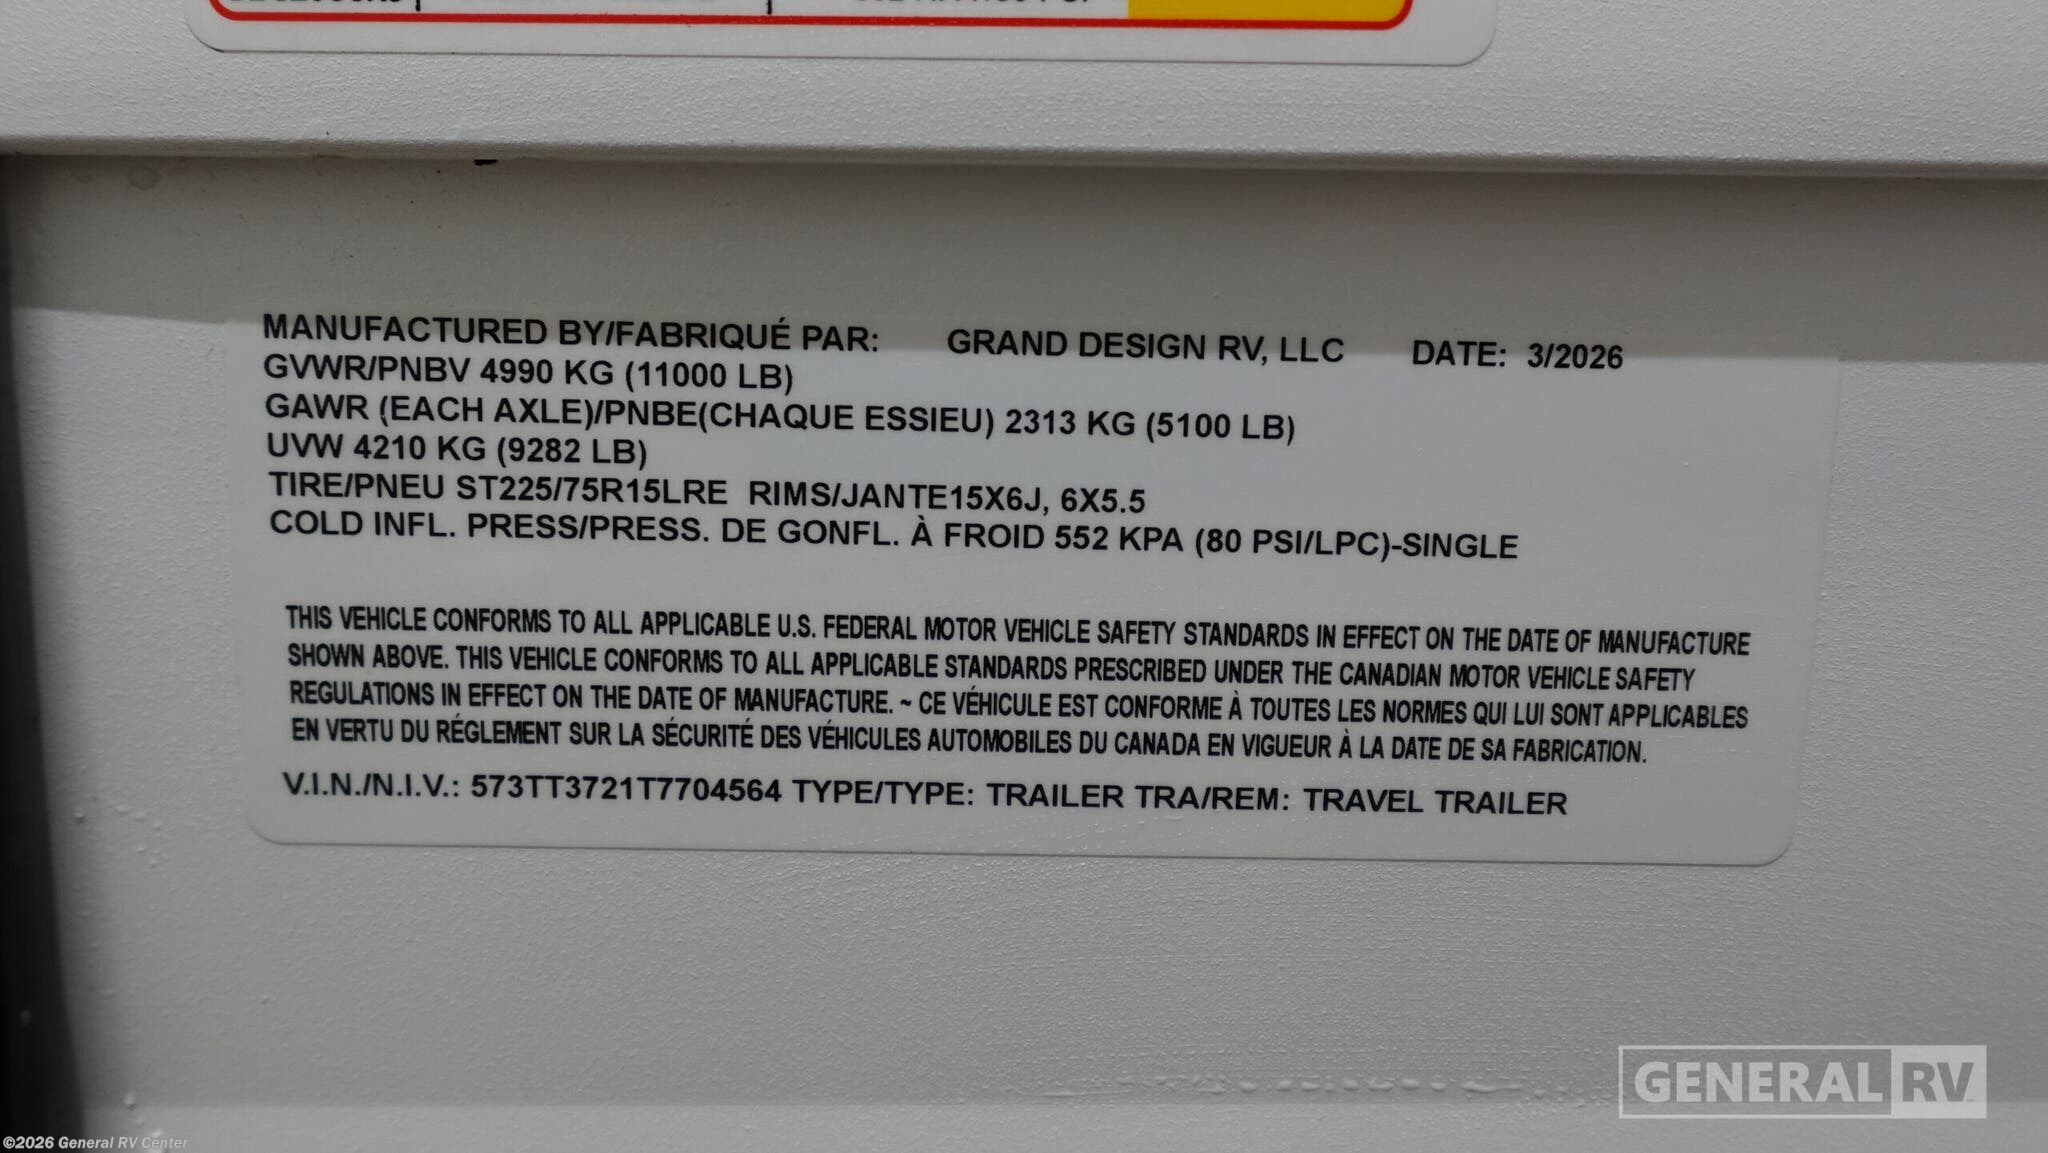 MANUFACTURED BY/FABRIQUÉ PAR: GRAND DESIGN RV, LLC DATE: 3/2026
GVWR/PNBV 4990 KG (11000 LB)
GAWR (EACH AXLE)/PNBE(CHAQUE ESSIEU) 2313 KG (5100 LB)
UVW 4210 KG (9282 LB)
TIRE/PNEU ST225/75R15LRE RIMS/JANTE15X6J, 6X5.5
COLD INFL. PRESS/PRESS. DE GONFL. À FROID 552 KPA (80 PSI/LPC)-SINGLE
THIS VEHICLE CONFORMS TO ALL APPLICABLE U.S. FEDERAL MOTOR VEHICLE SAFETY STANDARDS IN EFFECT ON THE DATE OF MANUFACTURE
SHOWN ABOVE. THIS VEHICLE CONFORMS TO ALL APPLICABLE STANDARDS PRESCRIBED UNDER THE CANADIAN MOTOR VEHICLE SAFETY
REGULATIONS IN EFFECT ON THE DATE OF MANUFACTURE. ~ CE VÉHICULE EST CONFORME À TOUTES LES NORMES QUI LUI SONT APPLICABLES
EN VERTU DU RÉGLEMENT SUR LA SÉCURITÉ DES VÉHICULES AUTOMOBILES DU CANADA EN VIGUEUR À LA DATE DE SA FABRICATION.
V.I.N./N.I.V.: 573TT3721T7704564 TYPE/TYPE: TRAILER TRA/REM: TRAVEL TRAILER
GENERAL RV
©2026 General RV Center